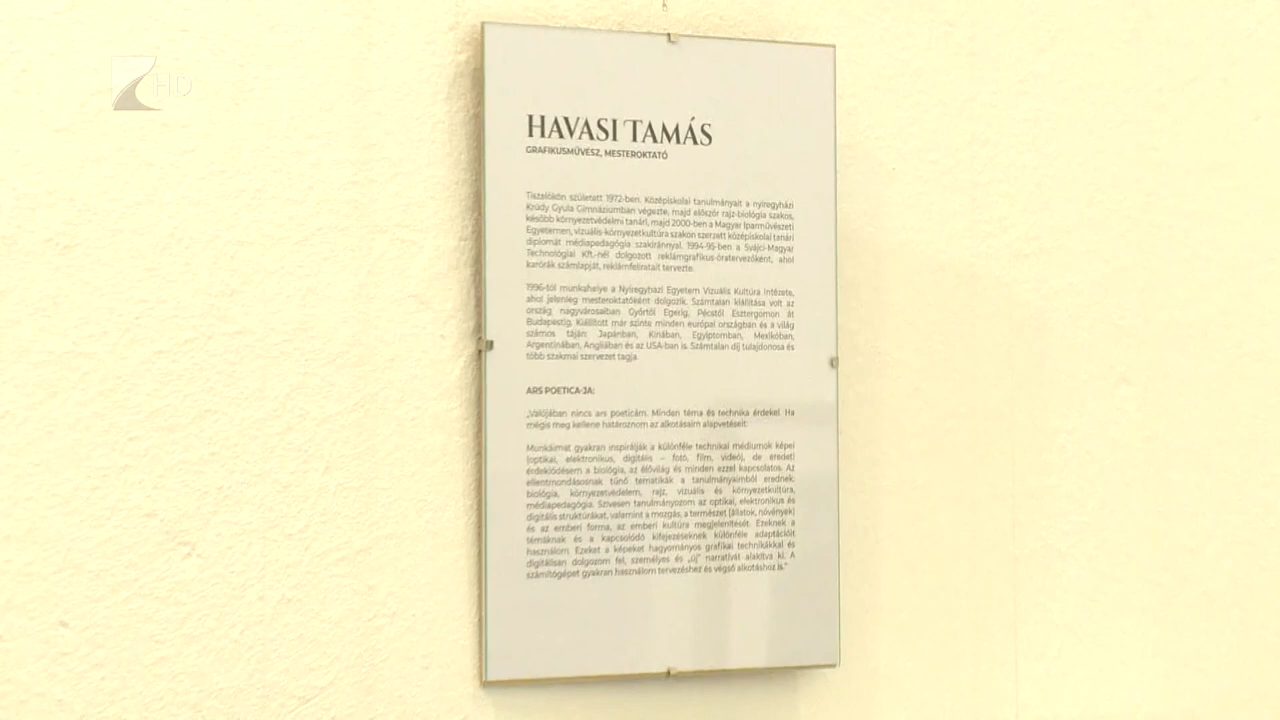 HD
HAVASI TAMÁS
GRAFIKUSMŰVÉSZ, MESTEROKTATÓ
Tiszalökön született 1972-ben. Középiskolai tanulmányait a nyíregyházi
Krúdy Gyula Gimnáziumban végezte, majd először rajz-biológia szakos,
később környezetvédelmi tanári, majd 2000-ben a Magyar Iparművészeti
Egyetemen, vizuális-környezetkultúra szakon szerzett középiskolai tanári
diplomát médiapedagógia szakiránnyal. 1994-95-ben a Svájci-Magyar
Technológiai Kft.-nél dolgozott reklámgrafikus-óratervezőként, ahol
karórák számlapját, reklámfeliratait tervezte.
1996-tól munkahelye a Nyíregyházi Egyetem Vizuális Kultúra Intézete,
ahol jelenleg mesteroktatóként dolgozik. Számtalan kiállítása volt az
ország nagyvárosaiban Győrtől Egerig, Pécstől Esztergomon át
Budapestig. Kiállított már szinte minden európai országban és a világ
számos táján: Japánban, Kínában, Egyiptomban, Mexikóban,
Argentínában, Angliában és az USA-ban is. Számtalan díj tulajdonosa és
több szakmai szervezet tagja.
ARS POETICA-JA:
„Valójában nincs ars poeticám. Minden téma és technika érdekel. Ha
mégis meg kellene határoznom az alkotásaim alapvetéseit:
Munkáimat gyakran inspirálják a különféle technikai médiumok képei
(optikai, elektronikus, digitális – fotó, film, videó), de eredeti
érdeklődésem a biológia, az élővilág és minden ezzel kapcsolatos. Az
ellentmondásosnak tűnő tematikák a tanulmányaimból erednek:
biológia, környezetvédelem, rajz, vizuális és környezetkultúra,
médiapedagógia. Szívesen tanulmányozom az optikai, elektronikus és
digitális struktúrákat, valamint a mozgás, a természet (állatok, növények)
és az emberi forma, az emberi kultúra megjelenítését. Ezeknek a
témáknak és a kapcsolódó kifejezéseknek különféle adaptációit
használom. Ezeket a képeket hagyományos grafikai technikákkal és
digitálisan dolgozom fel, személyes és „új” narratívát alakítva ki. A
számítógépet gyakran használom tervezéshez és végső alkotáshoz is.”